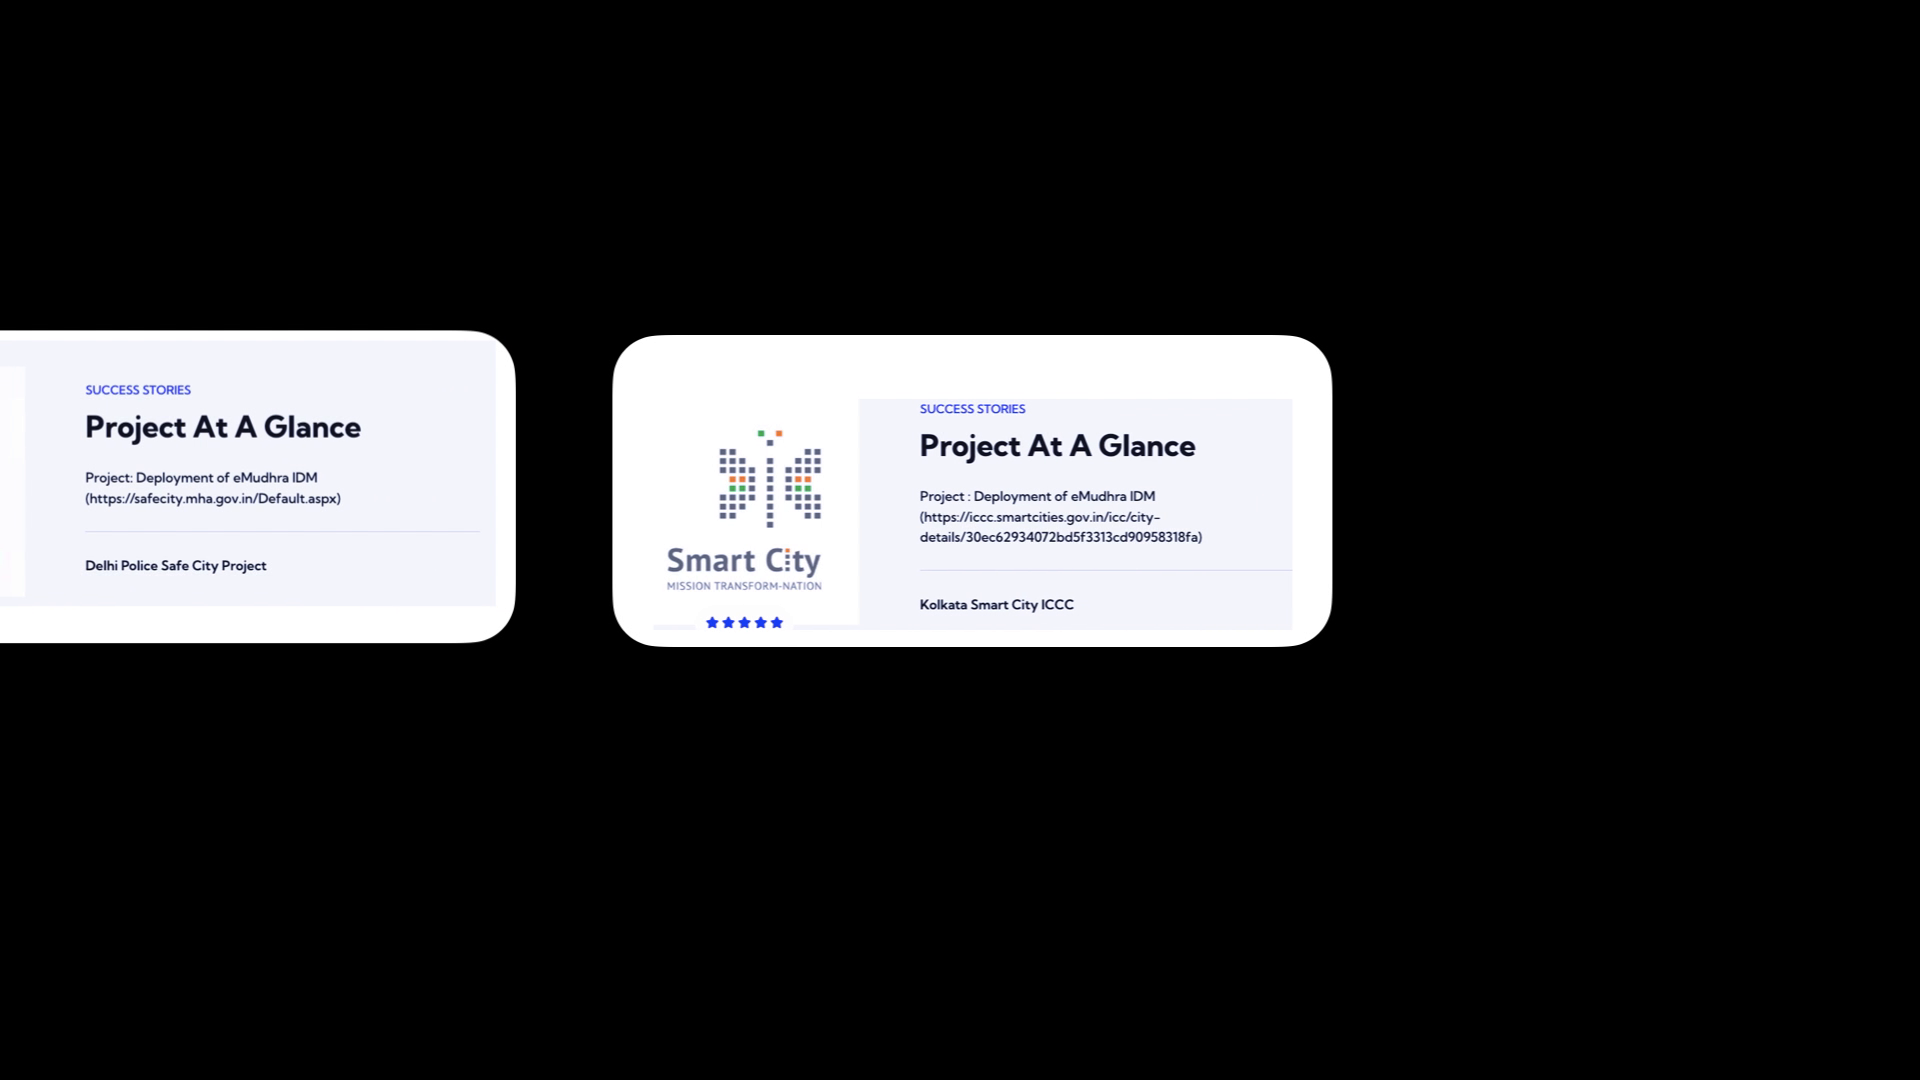 SUCCESS STORIES
Project At A Glance
Project: Deployment of eMudhra IDM
(https://safecity.mha.gov.in/Default.aspx)
Delhi Police Safe City Project
Smart City
MISSION TRANSFORM-NATION
SUCCESS STORIES
Project At A Glance
Project : Deployment of eMudhra IDM
(https://iccc.smartcities.gov.in/icc/city-
details/30ec62934072bd5f3313cd90958318fa)
Kolkata Smart City ICCC